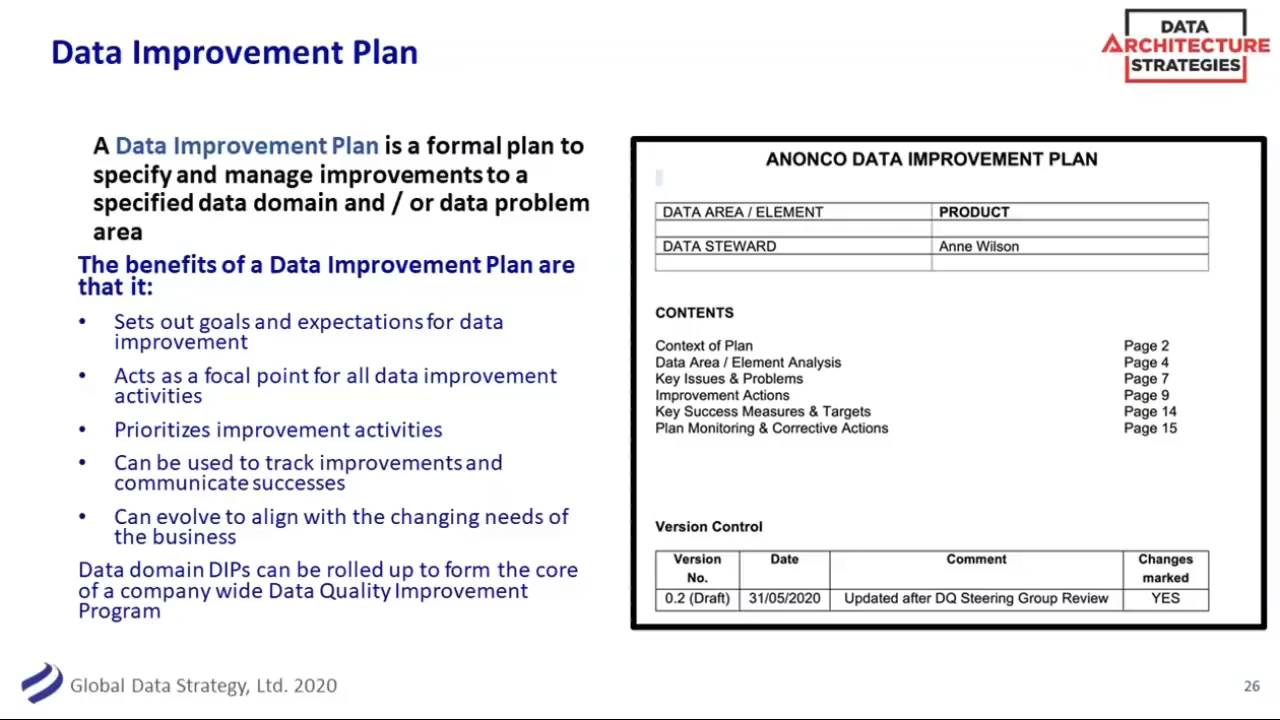 Data Improvement Plan
DATA
ARCHITECTURE
STRATEGIES
A Data Improvement Plan is a formal plan to
specify and manage improvements to a
specified data domain and / or data problem
area
The benefits of a Data Improvement Plan are
that it:
• Sets out goals and expectations for data
improvement
• Acts as a focal point for all data improvement
activities
• Prioritizes improvement activities
• Can be used to track improvements and
communicate successes
• Can evolve to align with the changing needs of
the business
Data domain DIPs can be rolled up to form the core
of a company wide Data Quality Improvement
Program
ANONCO DATA IMPROVEMENT PLAN
DATA AREA / ELEMENT PRODUCT
DATA STEWARD Anne Wilson
CONTENTS
Context of Plan Page 2
Data Area / Element Analysis Page 4
Key Issues & Problems Page 7
Improvement Actions Page 9
Key Success Measures & Targets Page 14
Plan Monitoring & Corrective Actions Page 15
Version Control
Version Date Comment Changes
No. marked
0.2 (Draft) 31/05/2020 Updated after DQ Steering Group Review YES
Global Data Strategy, Ltd. 2020
26